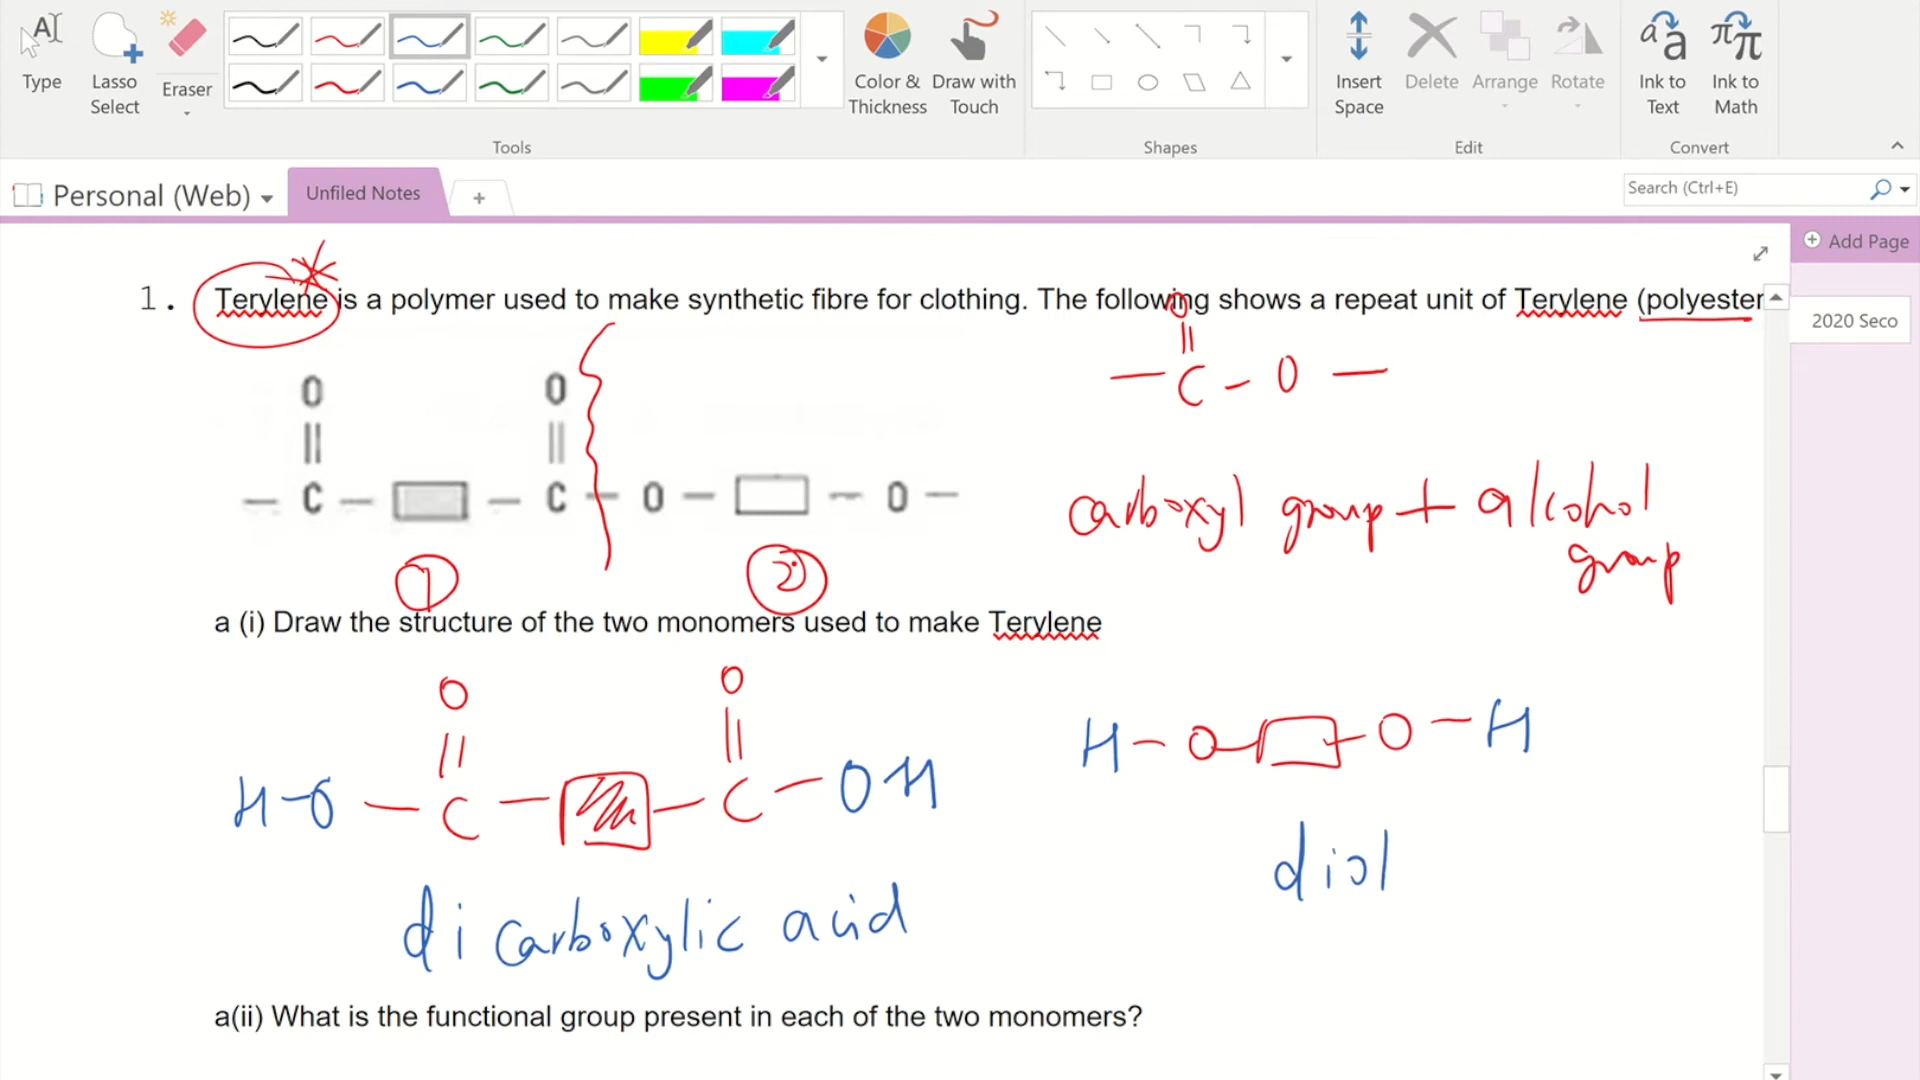 Type
Lasso
Select
Eraser
Color &
Thickness
Draw with
Touch
Insert
Space
Delete
Arrange
Rotate
Ink to
Text
Ink to
Math
Tools
Shapes
Edit
Convert
Personal (Web)
Unfiled Notes
+
Search (Ctrl+E)
Add Page
2020 Seco
1. Terylene is a polymer used to make synthetic fibre for clothing. The following shows a repeat unit of Terylene (polyester
O
||
— C — O —
O O
|| ||
— C — — C — O — — O —
carboxyl group + alcohol
group
1 2
a (i) Draw the structure of the two monomers used to make Terylene
O O
|| ||
H-O — C — — C — OH
H - O - - O - H
dicarboxylic acid
diol
a(ii) What is the functional group present in each of the two monomers?